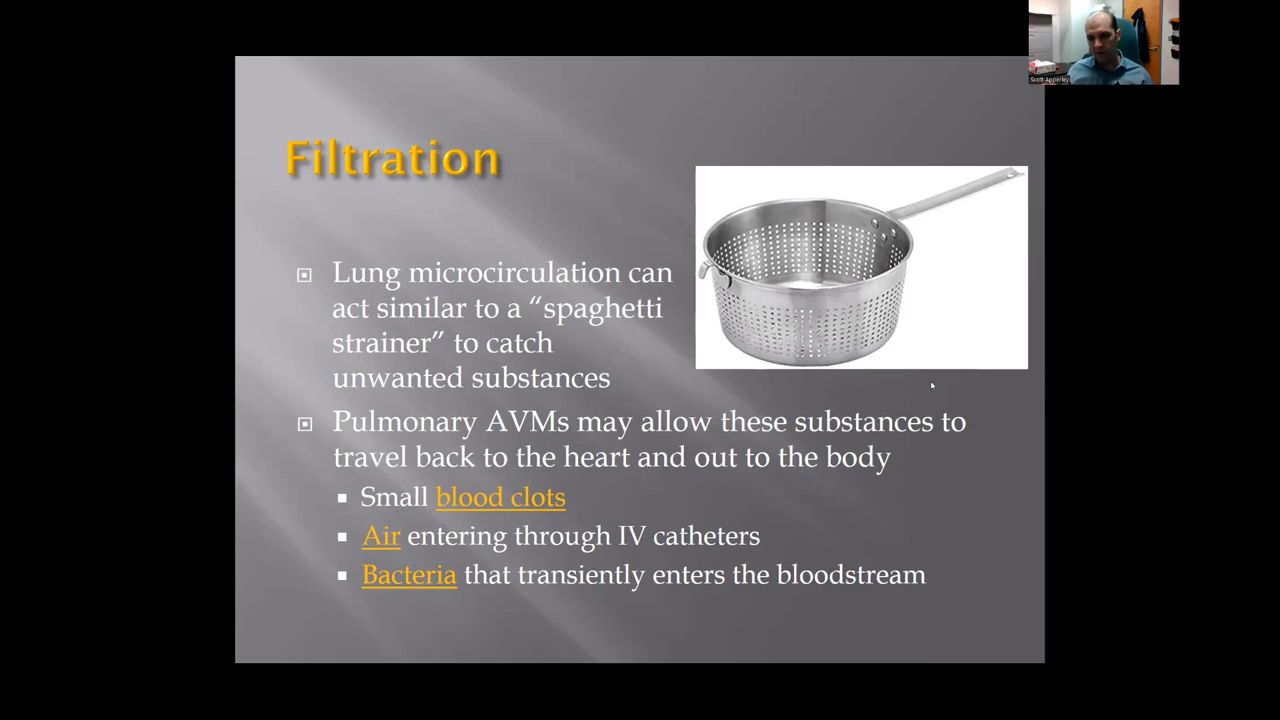 Scott Apperley
Filtration
Lung microcirculation can
act similar to a “spaghetti
strainer” to catch
unwanted substances
Pulmonary AVMs may allow these substances to
travel back to the heart and out to the body
Small blood clots
Air entering through IV catheters
Bacteria that transiently enters the bloodstream